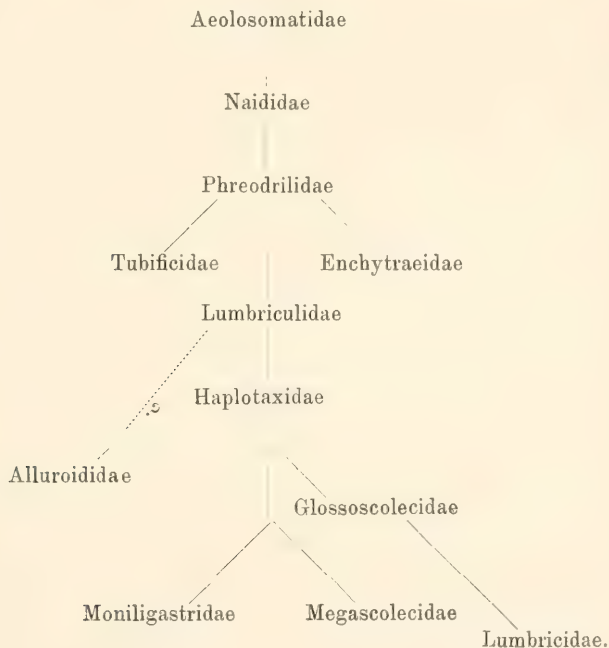 Aeolosomatidae
Naididae
Phreodrilidae
Tubificidae Enchytraeidae
Lumbriculidae
Haplotaxidae
?
Alluroididae
Glossoscolecidae
Moniligastridae Megascolecidae
Lumbricidae.